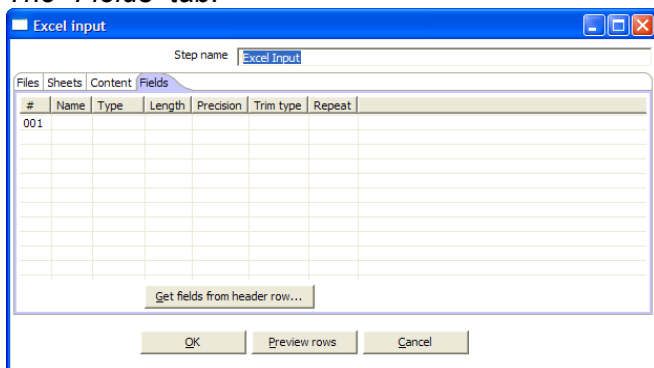 The "Fields" tab:
Excel input
Step name Excel Input
Files Sheets Content Fields
# Name Type Length Precision Trim type Repeat
001
Get fields from header row...
OK Preview rows Cancel